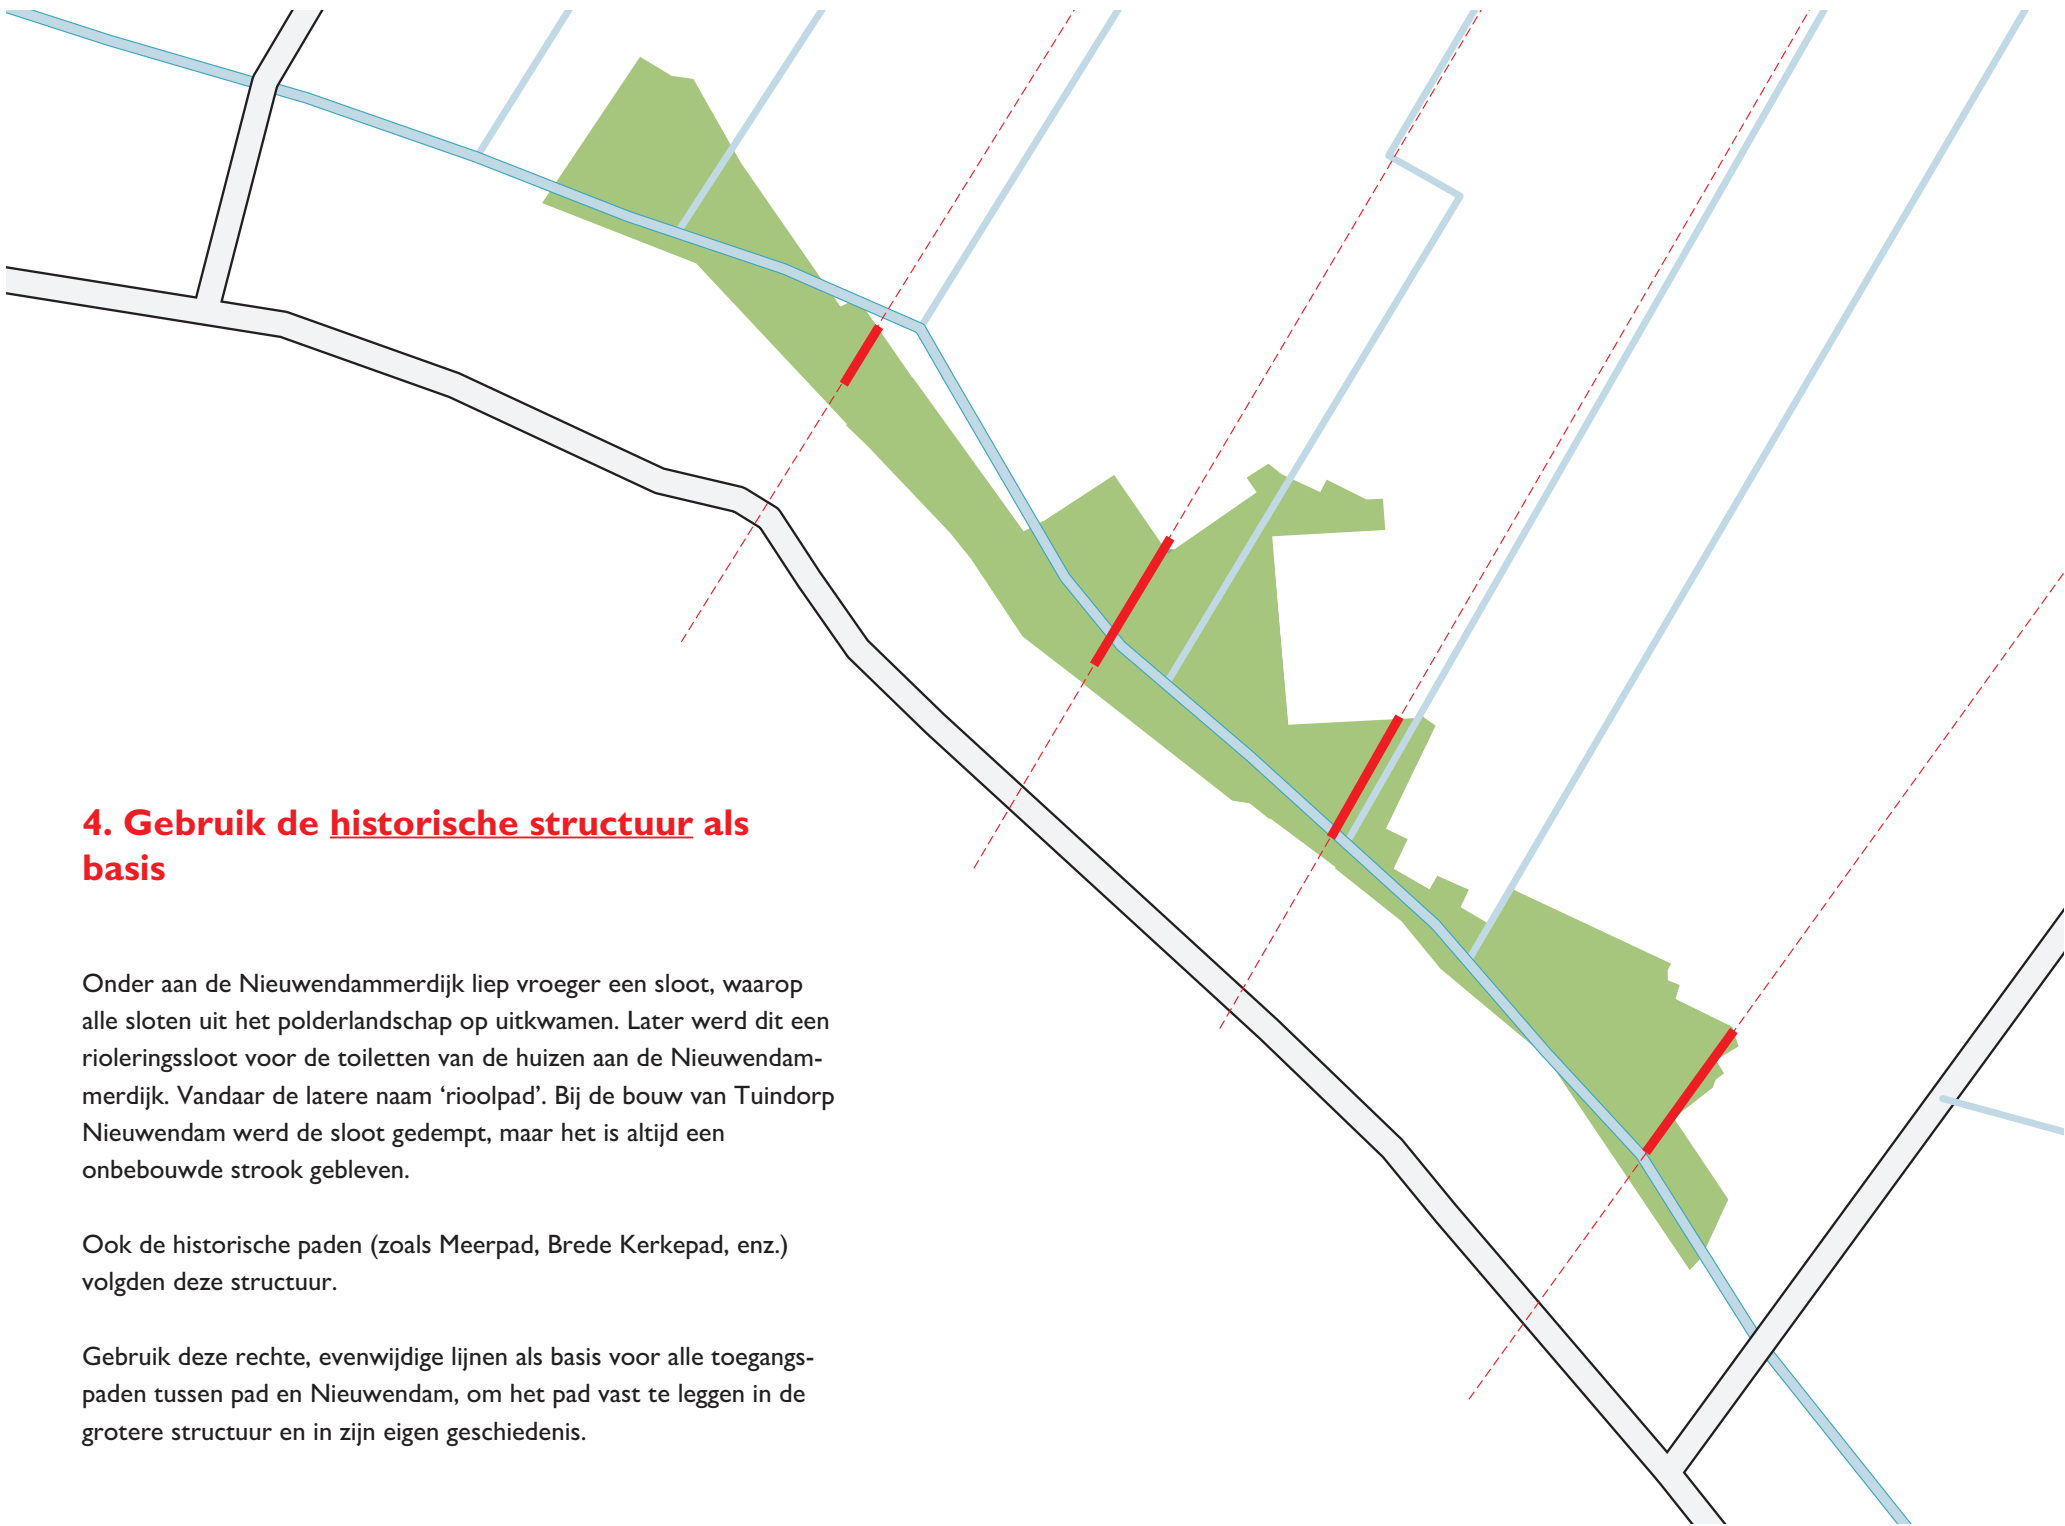 4. Gebruik de historische structuur als
basis
Onder aan de Nieuwendammerdijk liep vroeger een sloot, waarop
alle sloten uit het polderlandschap op uitkwamen. Later werd dit een
rioleringssloot voor de toiletten van de huizen aan de Nieuwendam-
merdijk. Vandaar de latere naam ‘rioolpad’. Bij de bouw van Tuindorp
Nieuwendam werd de sloot gedempt, maar het is altijd een
onbebouwde strook gebleven.
Ook de historische paden (zoals Meerpad, Brede Kerkepad, enz.)
volgden deze structuur.
Gebruik deze rechte, evenwijdige lijnen als basis voor alle toegangs-
paden tussen pad en Nieuwendam, om het pad vast te leggen in de
grotere structuur en in zijn eigen geschiedenis.